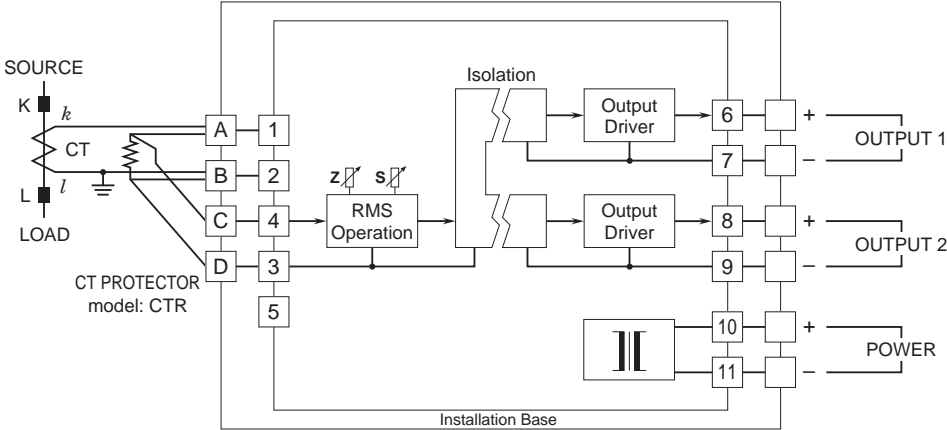 SOURCE
K
k
CT
l
L
LOAD
CT PROTECTOR
model: CTR
A
B
C
D
1
2
4
3
5
Z
S
RMS
Operation
Isolation
Output
Driver
Output
Driver
6
7
8
9
10
11
+
–
OUTPUT 1
+
–
OUTPUT 2
+
–
POWER
Installation Base